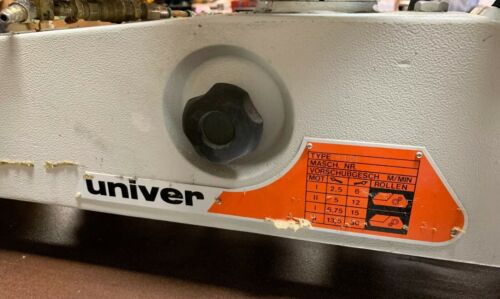 univer
TYPE
MASCH. NR.
VORSCHUBGESCH. M/MIN
MOT. ROLLEN
I 2,5 6
II 5 12
I 6,75 15
II 13,5 30